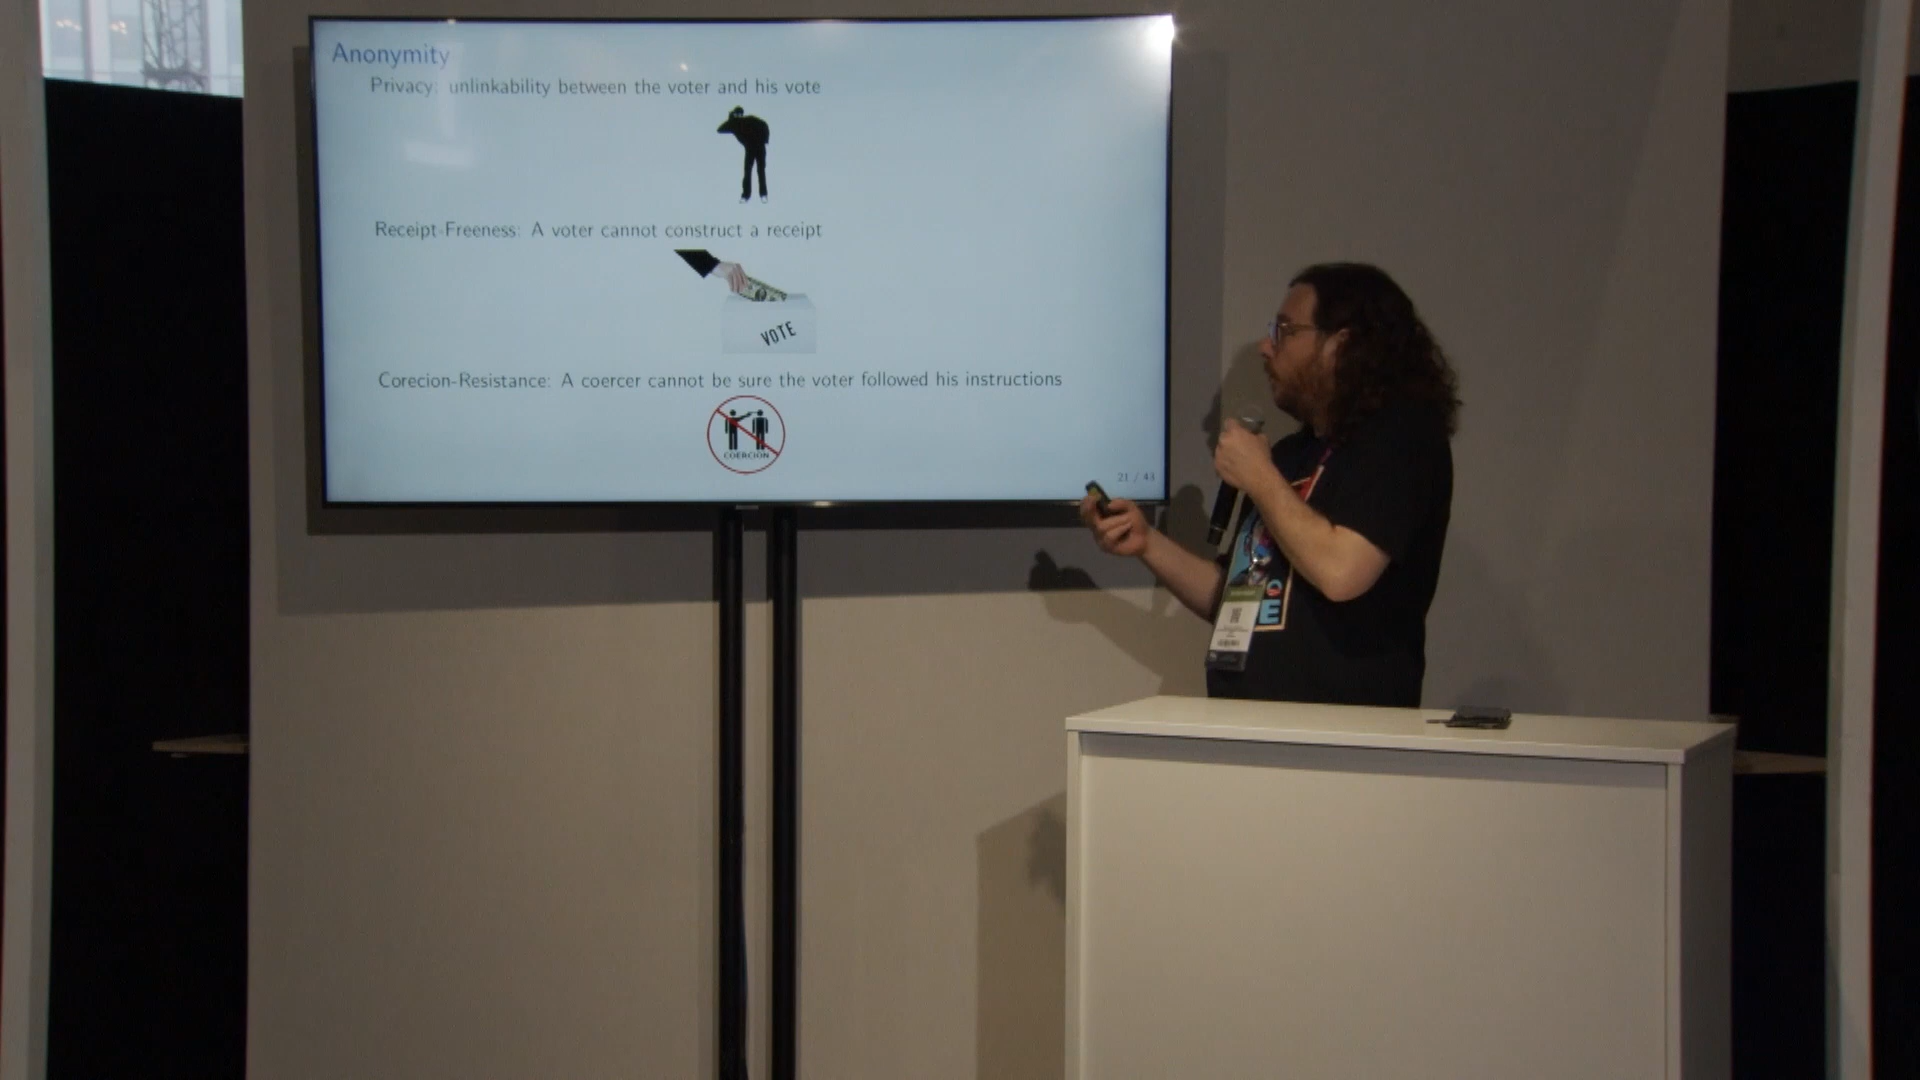 Anonymity
Privacy: unlinkability between the voter and his vote
Receipt-Freeness: A voter cannot construct a receipt
VOTE
Corecion-Resistance: A coercer cannot be sure the voter followed his instructions
COERCION
21 / 43